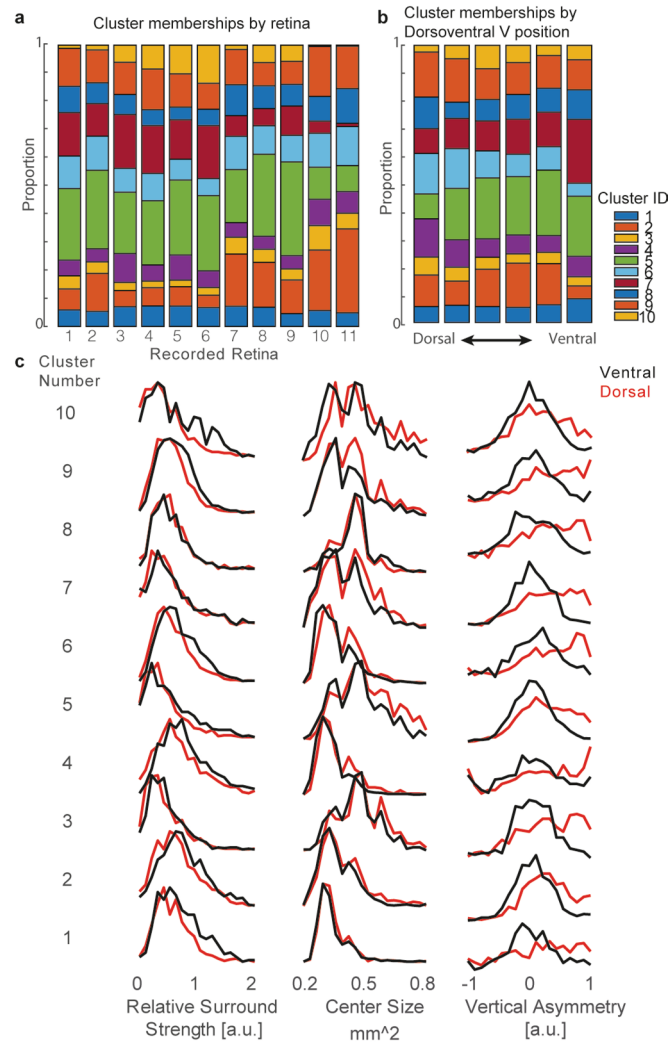 a
Cluster memberships by retina
1
Proportion
0
1 2 3 4 5 6 7 8 9 10 11
Recorded Retina
b
Cluster memberships by
Dorsoventral V position
1
Proportion
0
Dorsal
Ventral
Cluster ID
1
2
3
4
5
6
7
8
9
10
c
Cluster
Number
Ventral
Dorsal
10
9
8
7
6
5
4
3
2
1
0 1 2
Relative Surround
Strength [a.u.]
0.2 0.5 0.8
Center Size
mm^2
-1 0 1
Vertical Asymmetry
[a.u.]